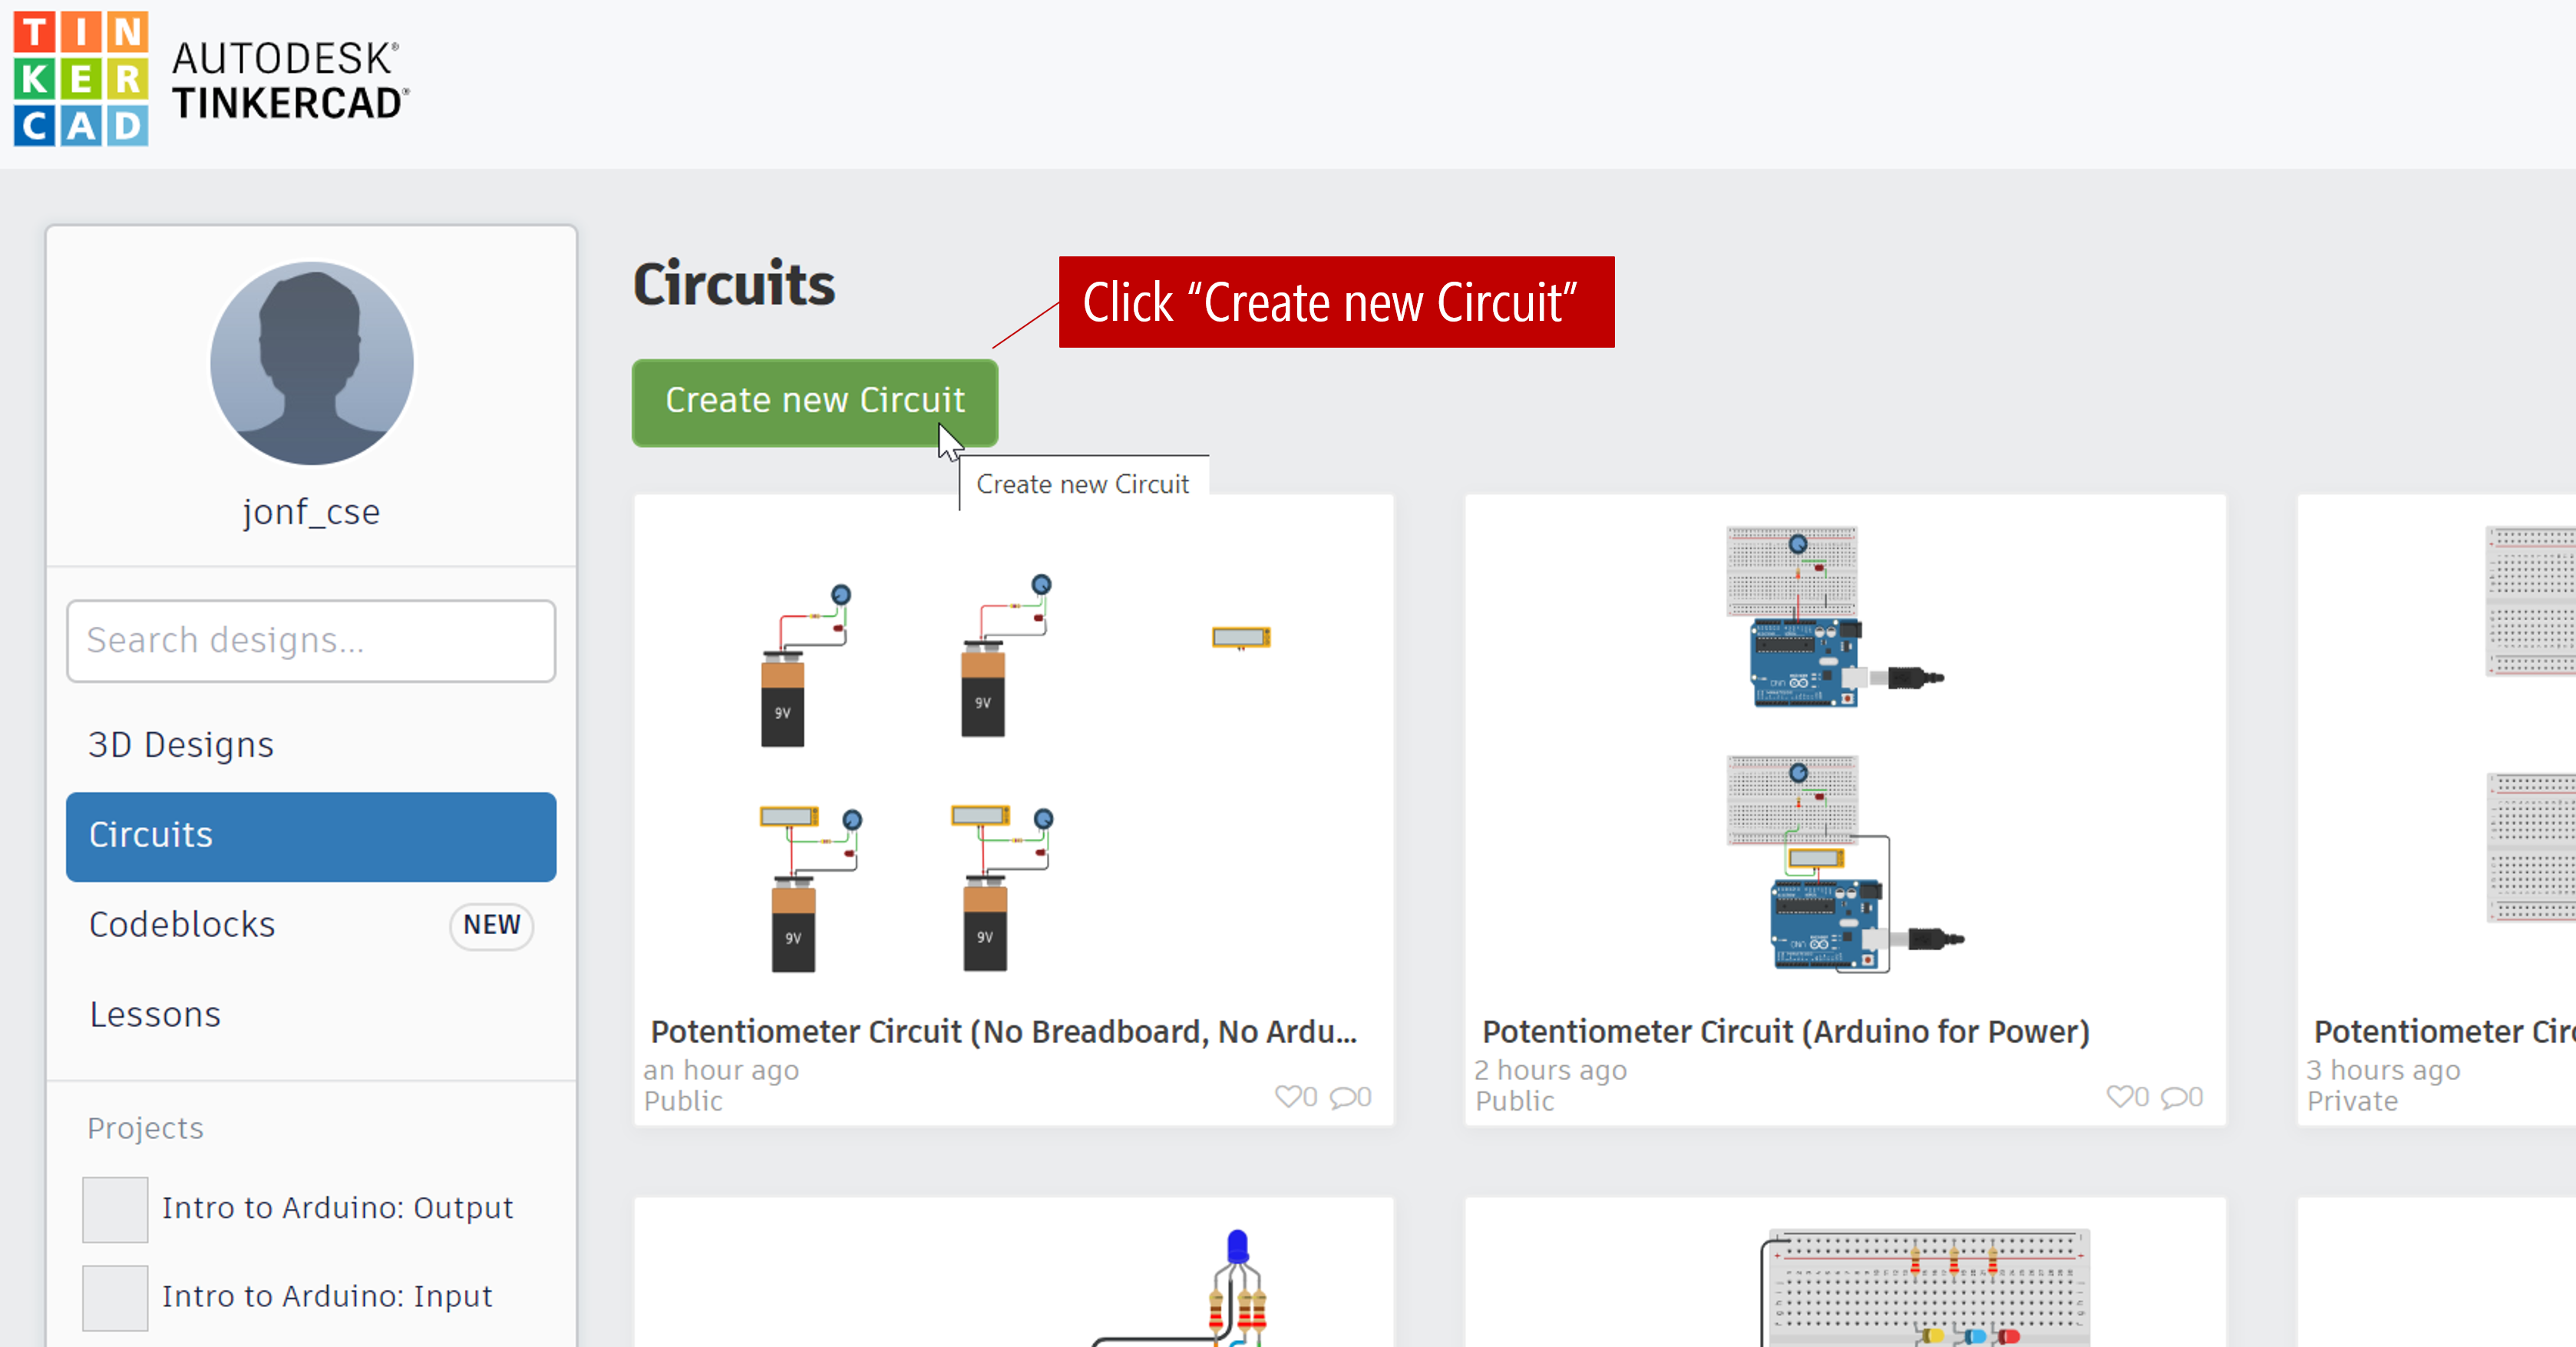 TIN
KER
CAD
AUTODESK®
TINKERCAD®
jonf_cse
Search designs...
3D Designs
Circuits
Codeblocks NEW
Lessons
Projects
Intro to Arduino: Output
Intro to Arduino: Input
Circuits
Click “Create new Circuit”
Create new Circuit
Create new Circuit
9V
9V
9V
9V
Potentiometer Circuit (No Breadboard, No Ardu...
an hour ago
Public
0 0
UNO
UNO
Potentiometer Circuit (Arduino for Power)
2 hours ago
Public
0 0
Potentiometer Circ
3 hours ago
Private